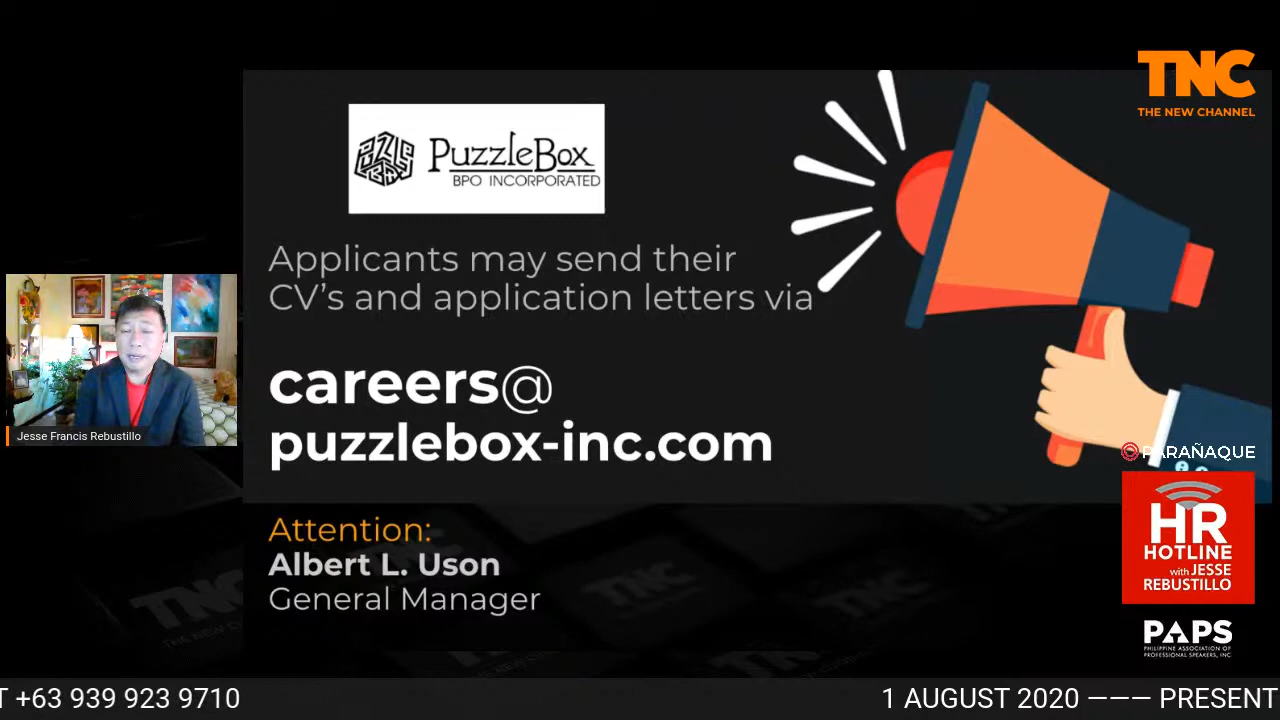 TNC
THE NEW CHANNEL
PUZZLEBOX
BPO INCORPORATED
Applicants may send their
CV’s and application letters via
careers@
puzzlebox-inc.com
Jesse Francis Rebustillo
PARAÑAQUE
HR
HOTLINE
with JESSE
REBUSTILLO
Attention:
Albert L. Uson
General Manager
TNC
PAPS
PHILIPPINE ASSOCIATION OF
PROFESSIONAL SPEAKERS, INC
T +63 939 923 9710
1 AUGUST 2020 ——— PRESENT